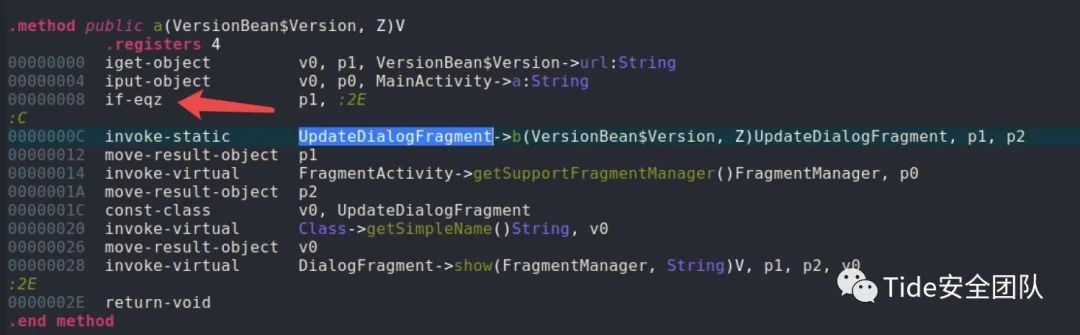 .method public a(VersionBean$Version, Z)V
.registers 4
00000000 iget-object v0, p1, VersionBean$Version->url:String
00000004 iput-object v0, p0, MainActivity->a:String
00000008 if-eqz p1, :2E
:C
0000000C invoke-static UpdateDialogFragment->b(VersionBean$Version, Z)UpdateDialogFragment, p1, p2
00000012 move-result-object p1
00000014 invoke-virtual FragmentActivity->getSupportFragmentManager()FragmentManager, p0
0000001A move-result-object p2
0000001C const-class v0, UpdateDialogFragment
00000020 invoke-virtual Class->getSimpleName()String, v0
00000026 move-result-object v0
00000028 invoke-virtual DialogFragment->show(FragmentManager, String)V, p1, p2, v0
:2E
0000002E return-void
.end method
Tide安全团队